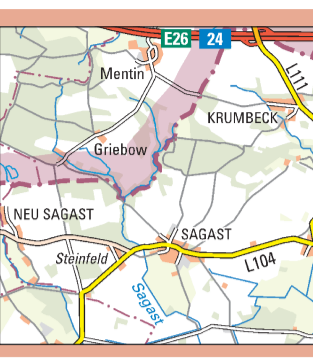 E26 24
Mentin
L111
KRUMBECK
Griebow
NEU SAGAST
SAGAST
Steinfeld
L104
Sagast